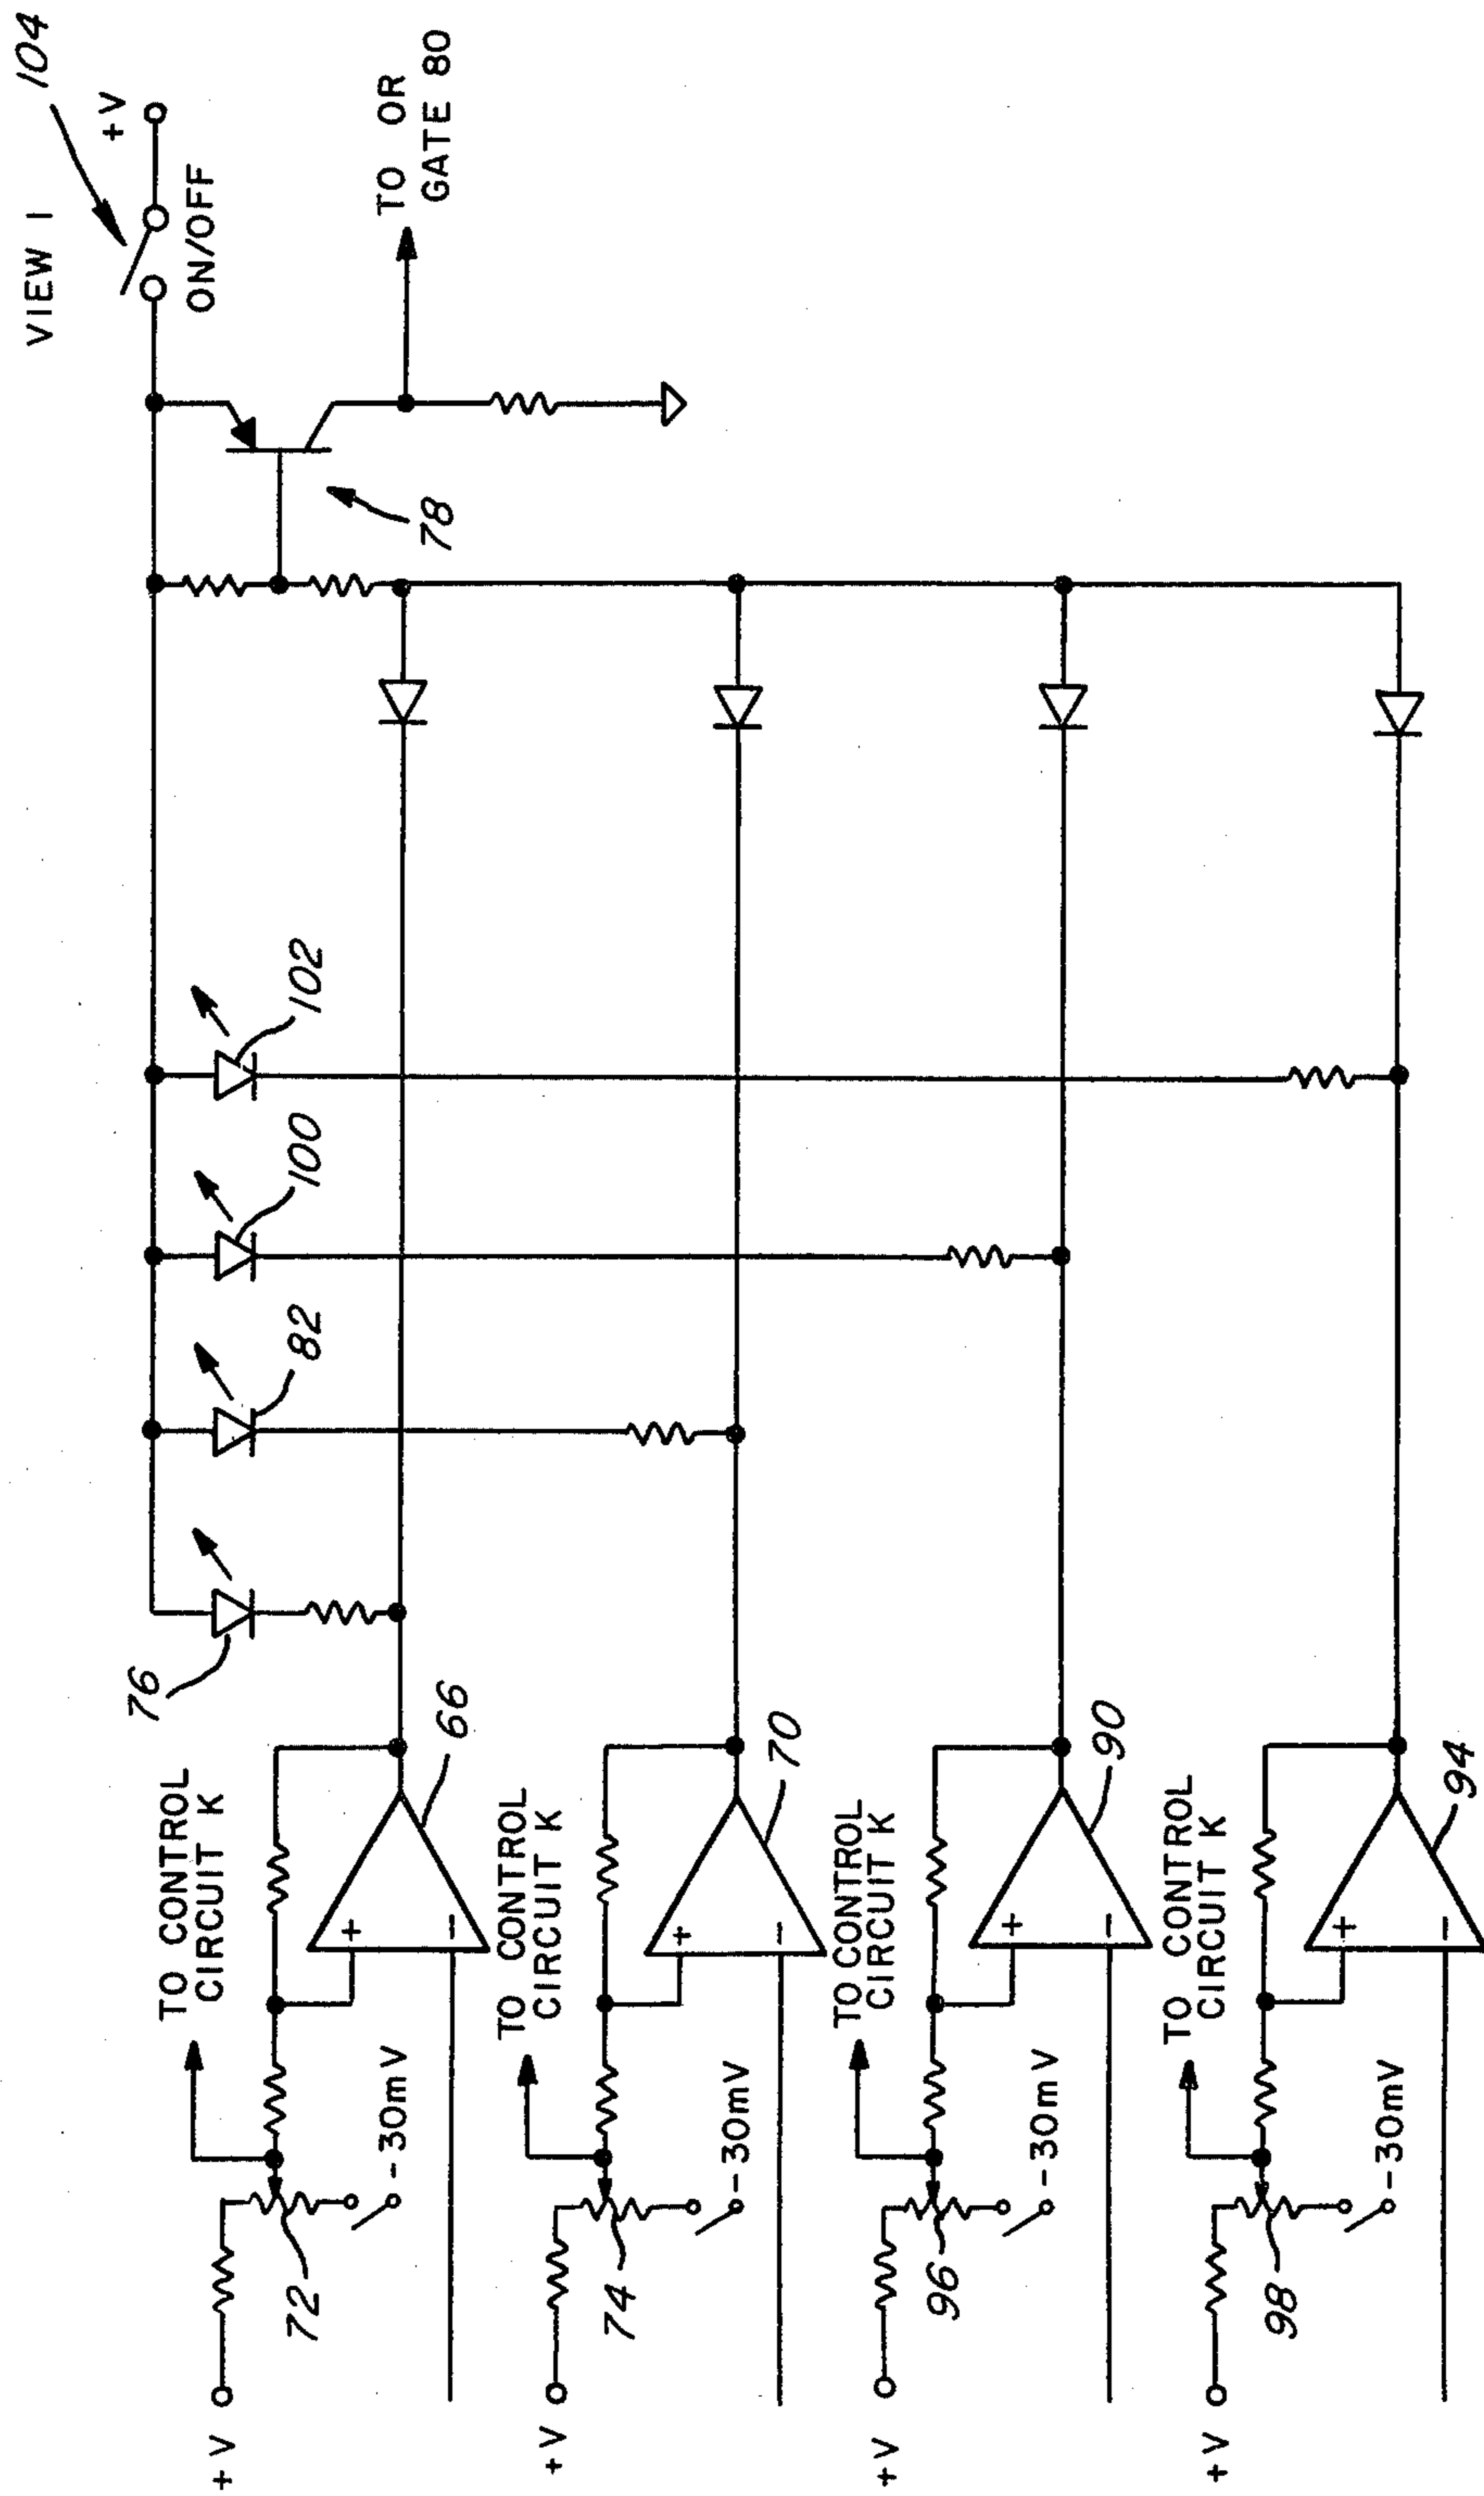 VIEW I
104
+V
ON/OFF
TO OR
GATE 80
78
76
82
100
102
TO CONTROL
CIRCUIT K
+V
72
-30mV
+
-
66
TO CONTROL
CIRCUIT K
+V
74
-30mV
+
-
70
TO CONTROL
CIRCUIT K
+V
96
-30mV
+
-
90
TO CONTROL
CIRCUIT K
+V
98
-30mV
+
-
94